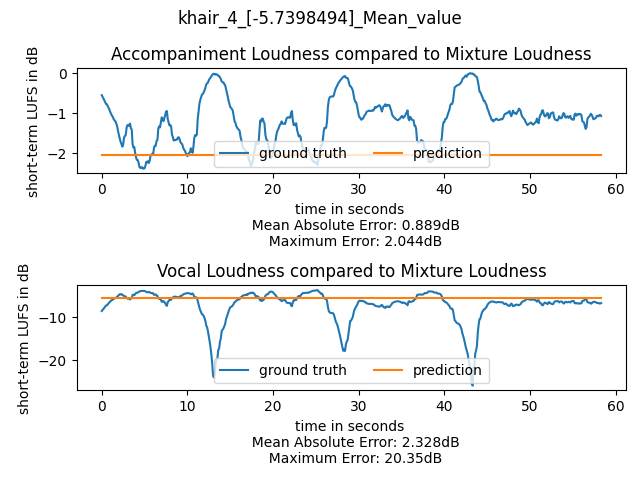 khair_4_[-5.7398494]_Mean_value
Accompaniment Loudness compared to Mixture Loudness
short-term LUFS in dB
0
−1
−2
ground truth
prediction
0 10 20 30 40 50 60
time in seconds
Mean Absolute Error: 0.889dB
Maximum Error: 2.044dB
Vocal Loudness compared to Mixture Loudness
short-term LUFS in dB
−10
−20
ground truth
prediction
0 10 20 30 40 50 60
time in seconds
Mean Absolute Error: 2.328dB
Maximum Error: 20.35dB